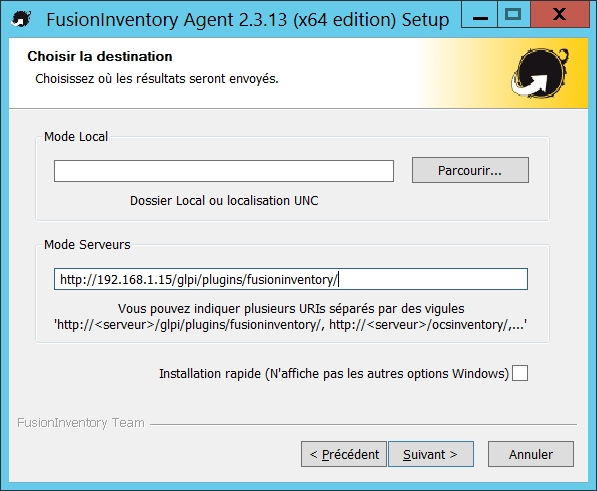 FusionInventory Agent 2.3.13 (x64 edition) Setup
Choisir la destination
Choisissez où les résultats seront envoyés.
Mode Local
Parcourir...
Dossier Local ou localisation UNC
Mode Serveurs
http://192.168.1.15/glpi/plugins/fusioninventory/
Vous pouvez indiquer plusieurs URIs séparés par des vigules
'http://<serveur>/glpi/plugins/fusioninventory/, http://<serveur>/ocsinventory/,...'
Installation rapide (N'affiche pas les autres options Windows)
FusionInventory Team
< Précédent
Suivant >
Annuler